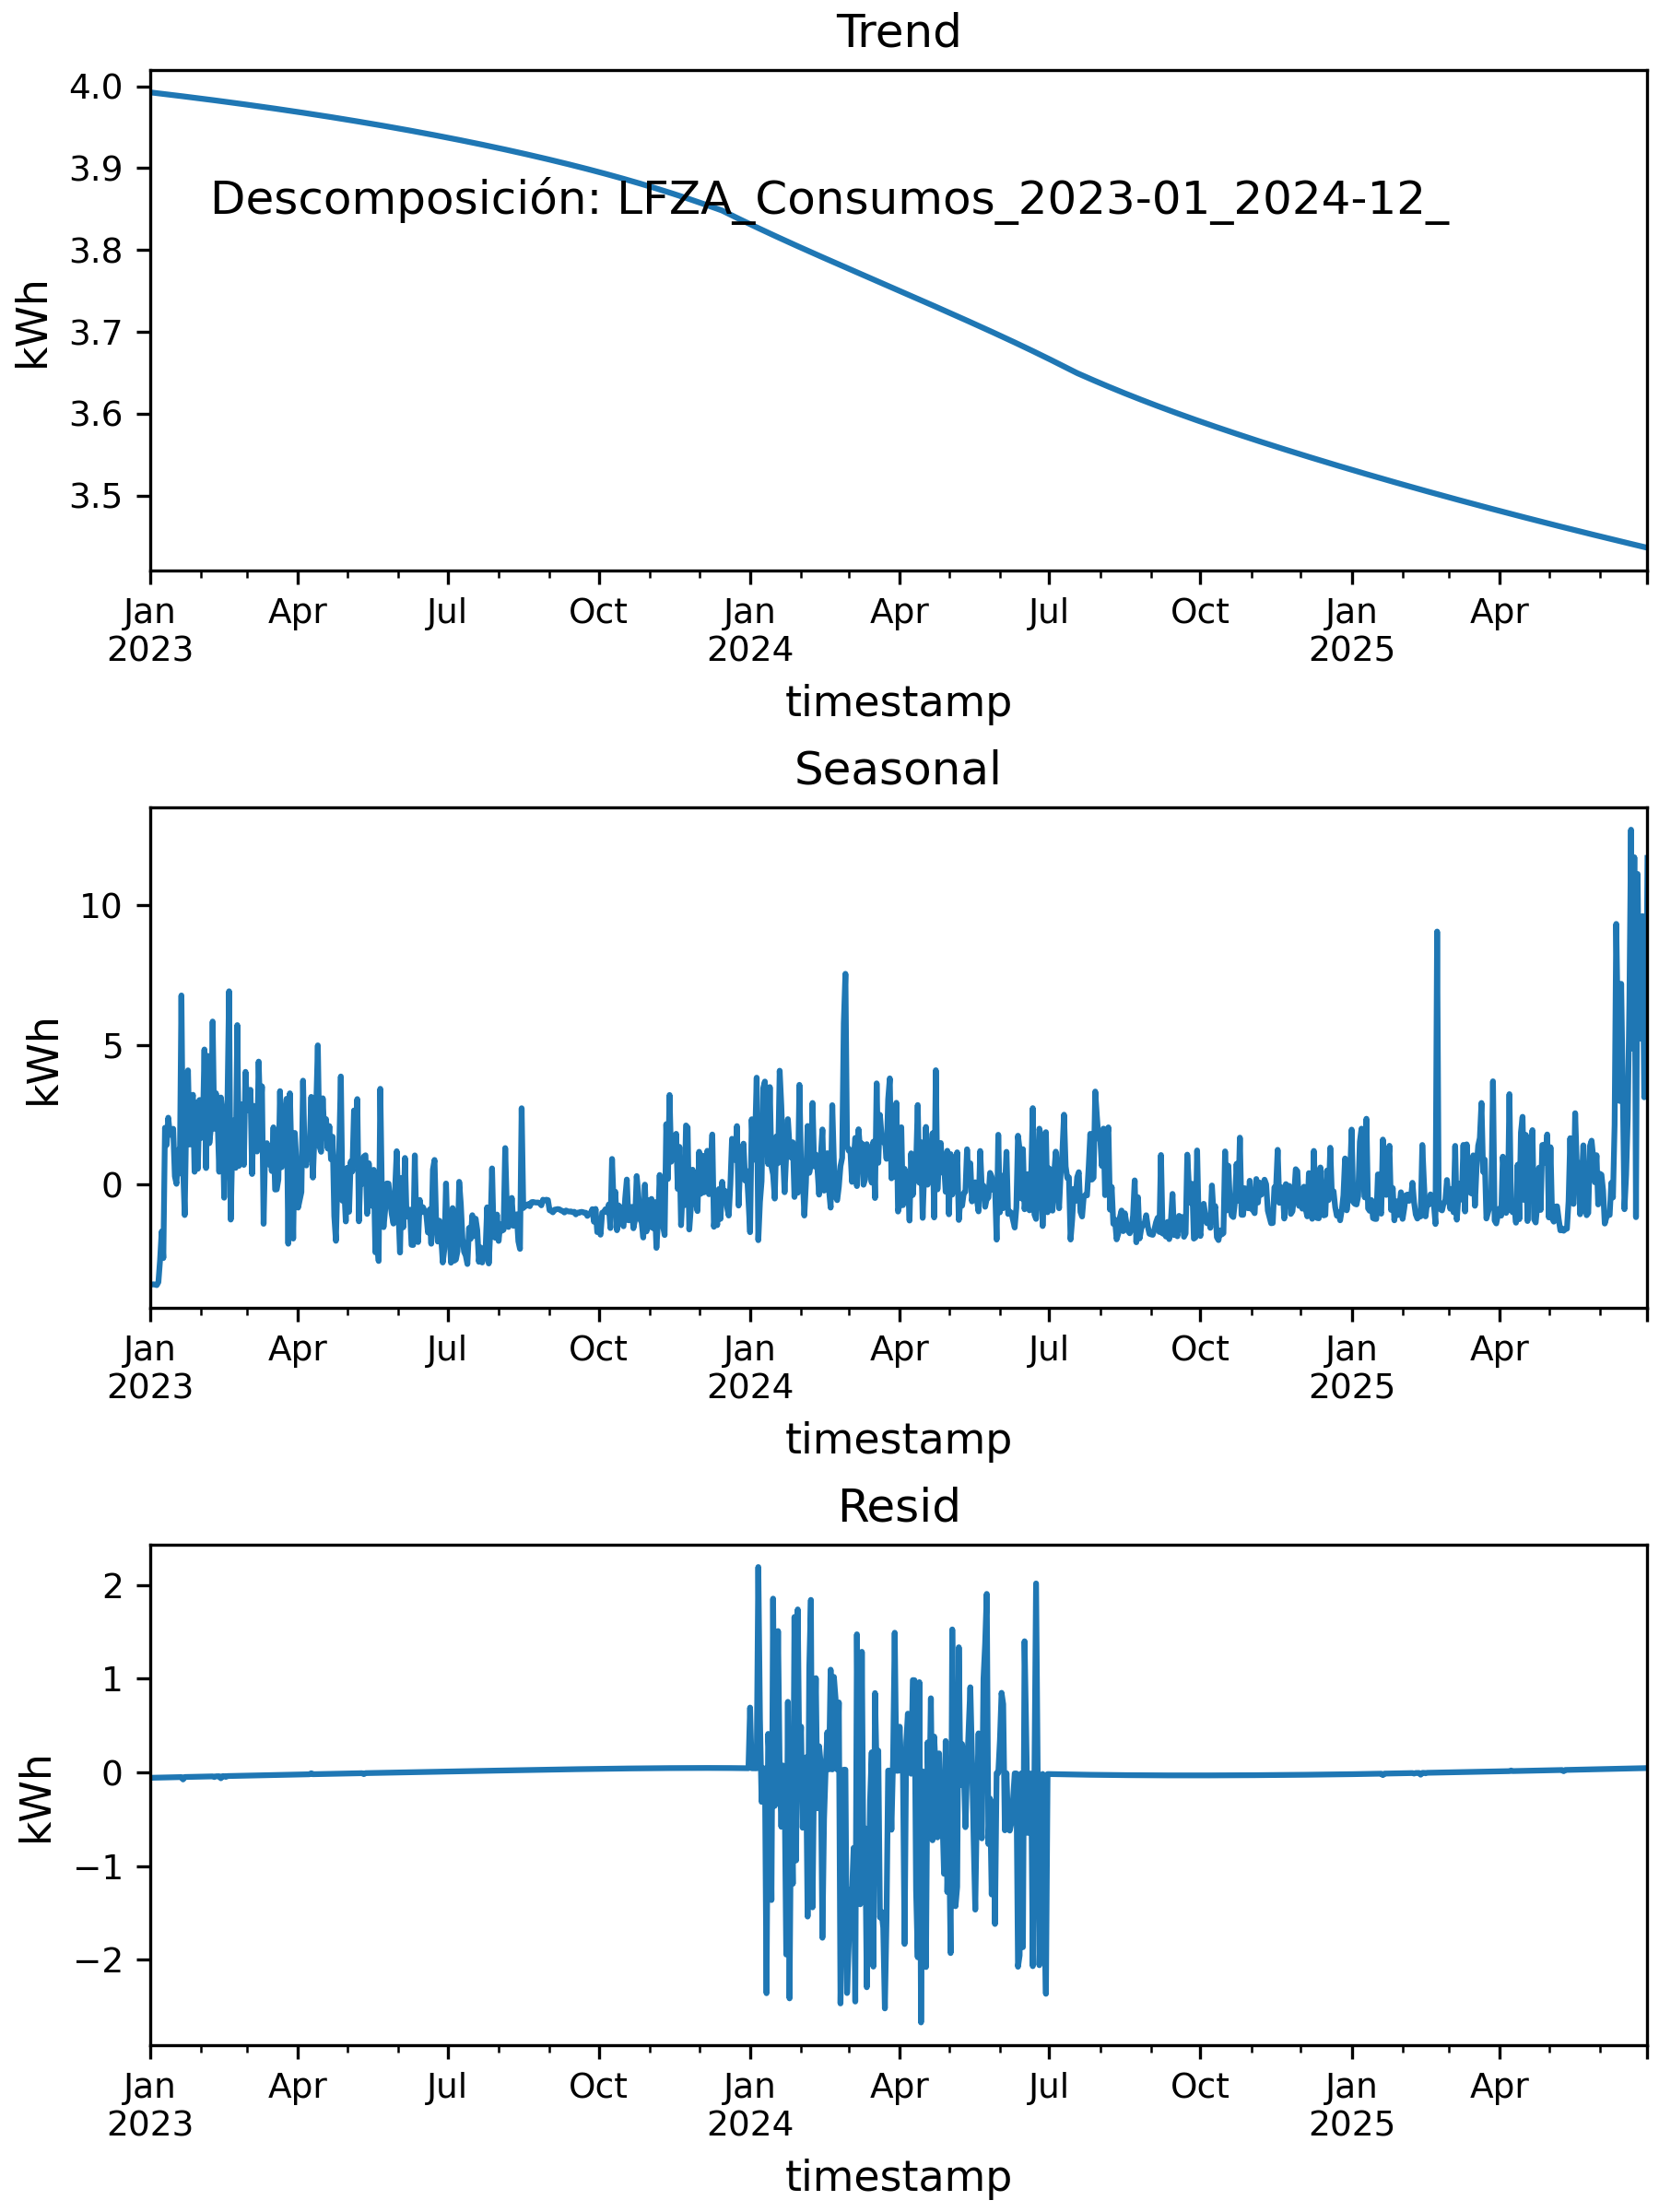 Trend
4.0
3.9
Descomposición: LFZA_Consumos_2023-01_2024-12_
3.8
kWh
3.7
3.6
3.5
Jan Apr Jul Oct Jan Apr Jul Oct Jan Apr
2023 2024 2025
timestamp
Seasonal
10
kWh
5
0
Jan Apr Jul Oct Jan Apr Jul Oct Jan Apr
2023 2024 2025
timestamp
Resid
2
1
0
kWh
−1
−2
Jan Apr Jul Oct Jan Apr Jul Oct Jan Apr
2023 2024 2025
timestamp